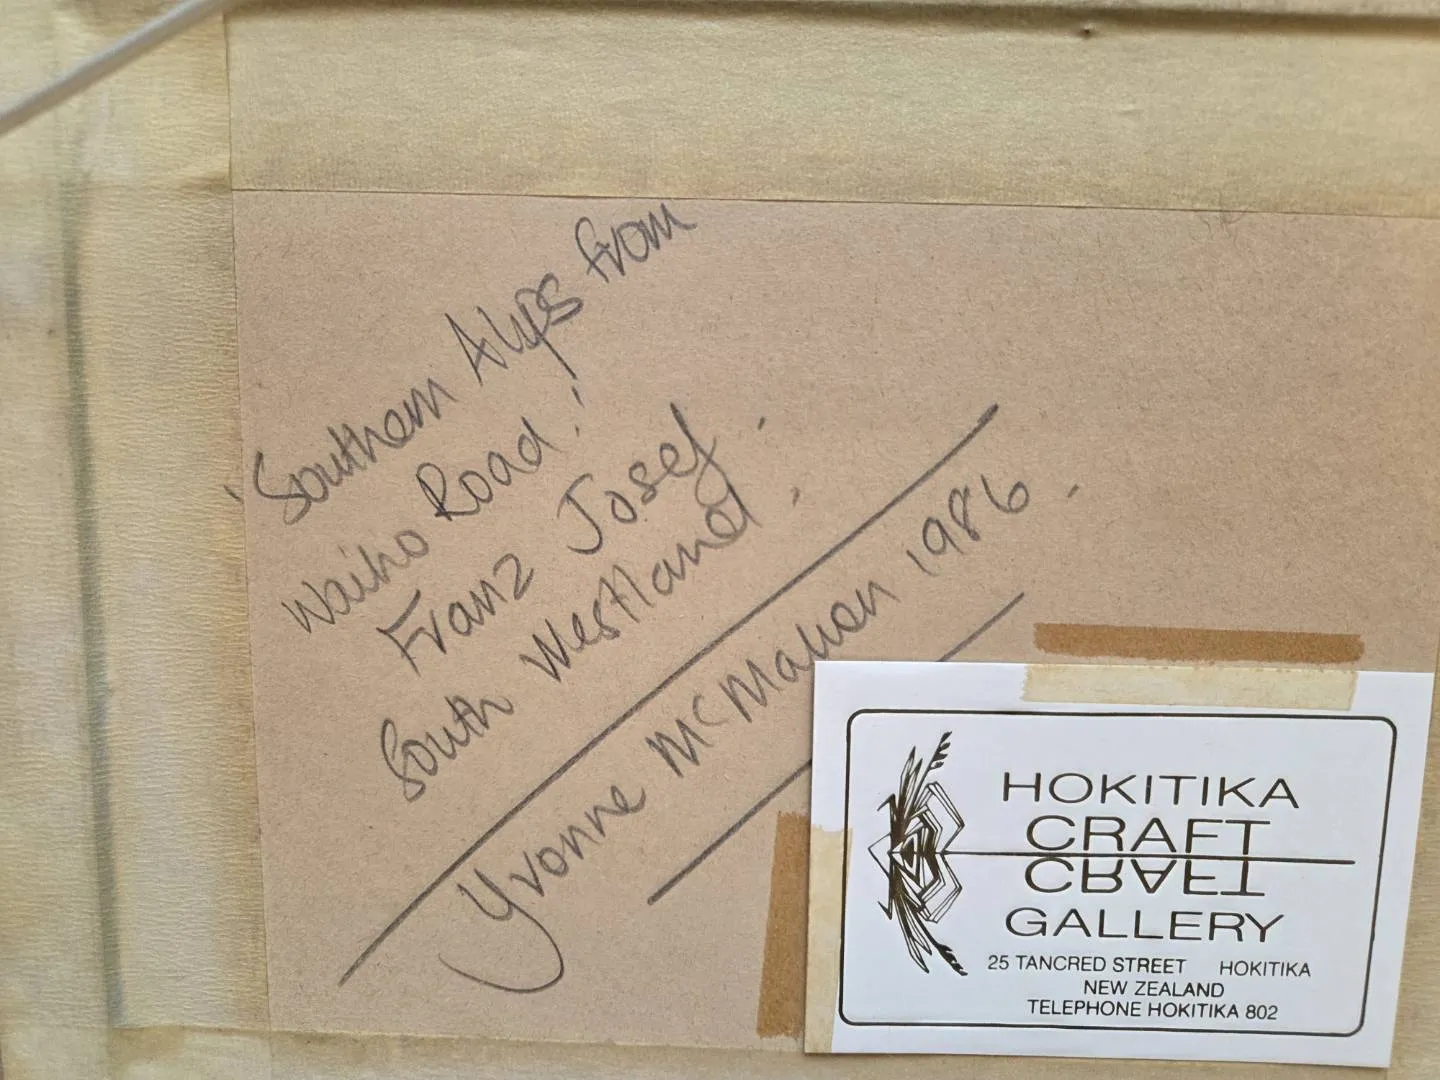 'Southern Alps from
Waiho Road!
Franz Josef.
South Westland.
Yvonne McMahon 1986.
HOKITIKA
CRAFT
CRAFT
GALLERY
25 TANCRED STREET HOKITIKA
NEW ZEALAND
TELEPHONE HOKITIKA 802